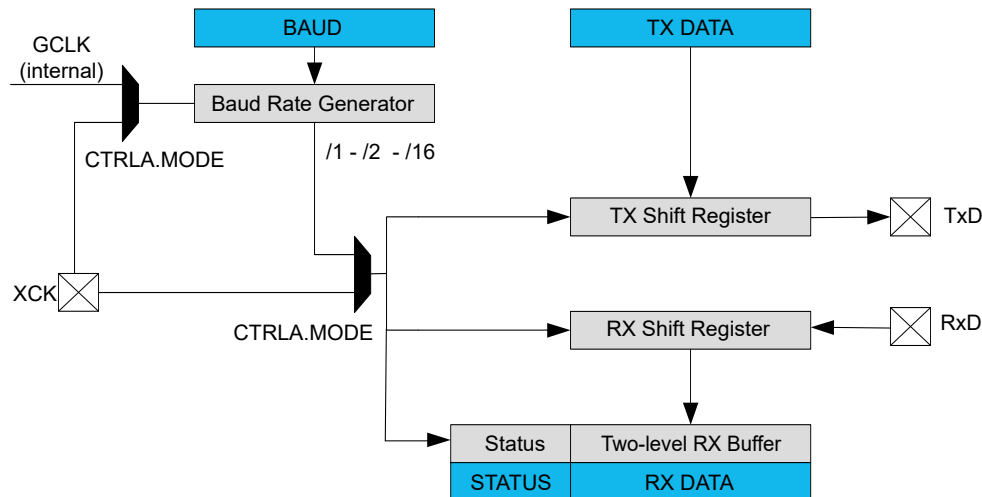 BAUD
TX DATA
GCLK
(internal)
Baud Rate Generator
CTRLA.MODE
/1 - /2 - /16
TX Shift Register
TxD
XCK
CTRLA.MODE
RX Shift Register
RxD
Status
Two-level RX Buffer
STATUS
RX DATA